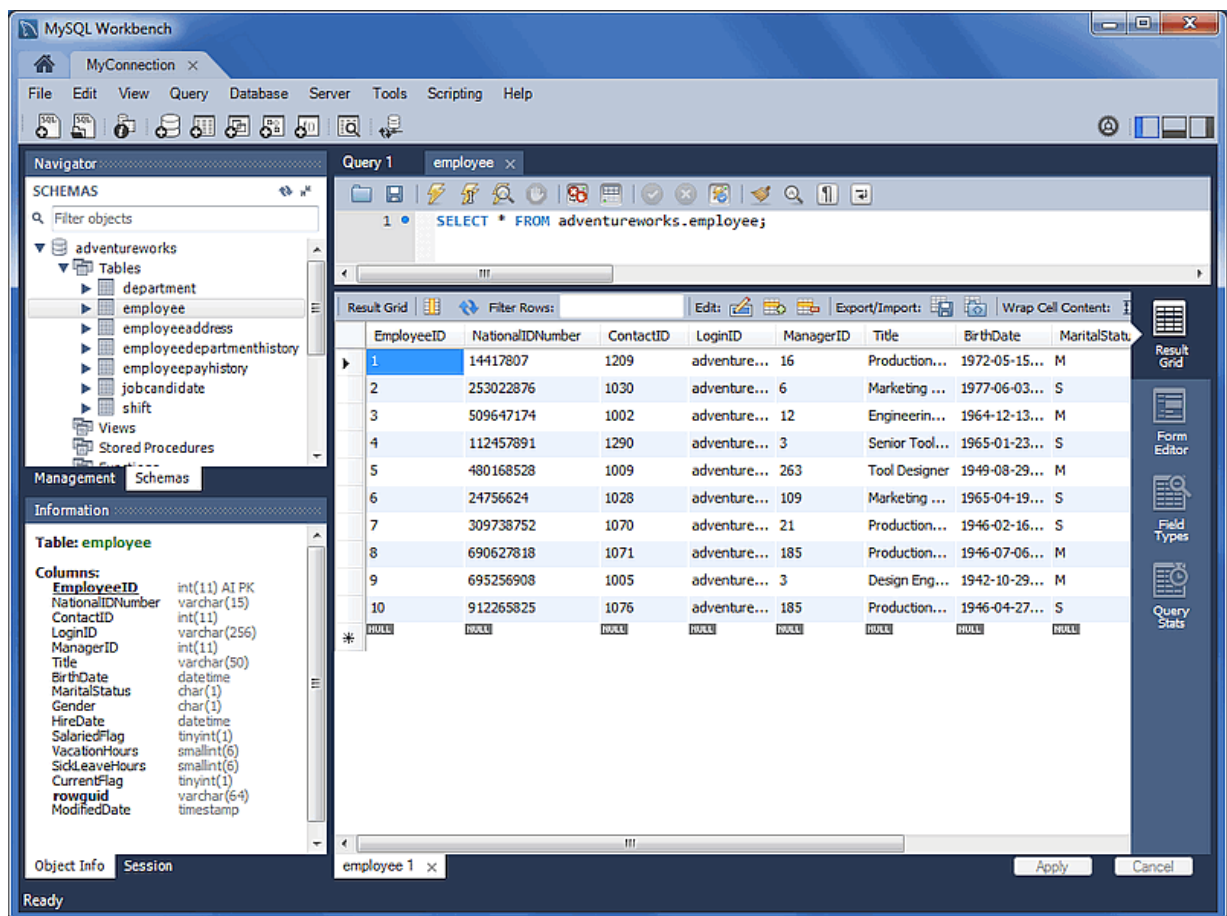 MySQL Workbench
MyConnection
File Edit View Query Database Server Tools Scripting Help
Navigator
SCHEMAS
Filter objects
adventureworks
Tables
department
employee
employeeaddress
employeedepartmenthistory
employeepayhistory
jobcandidate
shift
Views
Stored Procedures
Management Schemas
Information
Table: employee
Columns:
EmployeeID int(11) AI PK
NationalIDNumber varchar(15)
ContactID int(11)
LoginID varchar(256)
ManagerID int(11)
Title varchar(50)
BirthDate datetime
MaritalStatus char(1)
Gender char(1)
HireDate datetime
SalariedFlag tinyint(1)
VacationHours smallint(6)
SickLeaveHours smallint(6)
CurrentFlag tinyint(1)
rowguid varchar(64)
ModifiedDate timestamp
Object Info Session
Query 1 employee
1 SELECT * FROM adventureworks.employee;
Result Grid Filter Rows: Edit: Export/Import: Wrap Cell Content:
EmployeeID NationalIDNumber ContactID LoginID ManagerID Title BirthDate MaritalStatu
1 14417807 1209 adventure... 16 Production... 1972-05-15... M
2 253022876 1030 adventure... 6 Marketing ... 1977-06-03... S
3 509647174 1002 adventure... 12 Engineerin... 1964-12-13... M
4 112457891 1290 adventure... 3 Senior Tool... 1965-01-23... S
5 480168528 1009 adventure... 263 Tool Designer 1949-08-29... M
6 24756624 1028 adventure... 109 Marketing ... 1965-04-19... S
7 309738752 1070 adventure... 21 Production... 1946-02-16... S
8 690627818 1071 adventure... 185 Production... 1946-07-06... M
9 695256908 1005 adventure... 3 Design Eng... 1942-10-29... M
10 912265825 1076 adventure... 185 Production... 1946-04-27... S
NULL NULL NULL NULL NULL NULL NULL NULL
Result
Grid
Form
Editor
Field
Types
Query
Stats
employee 1
Apply Cancel
Ready